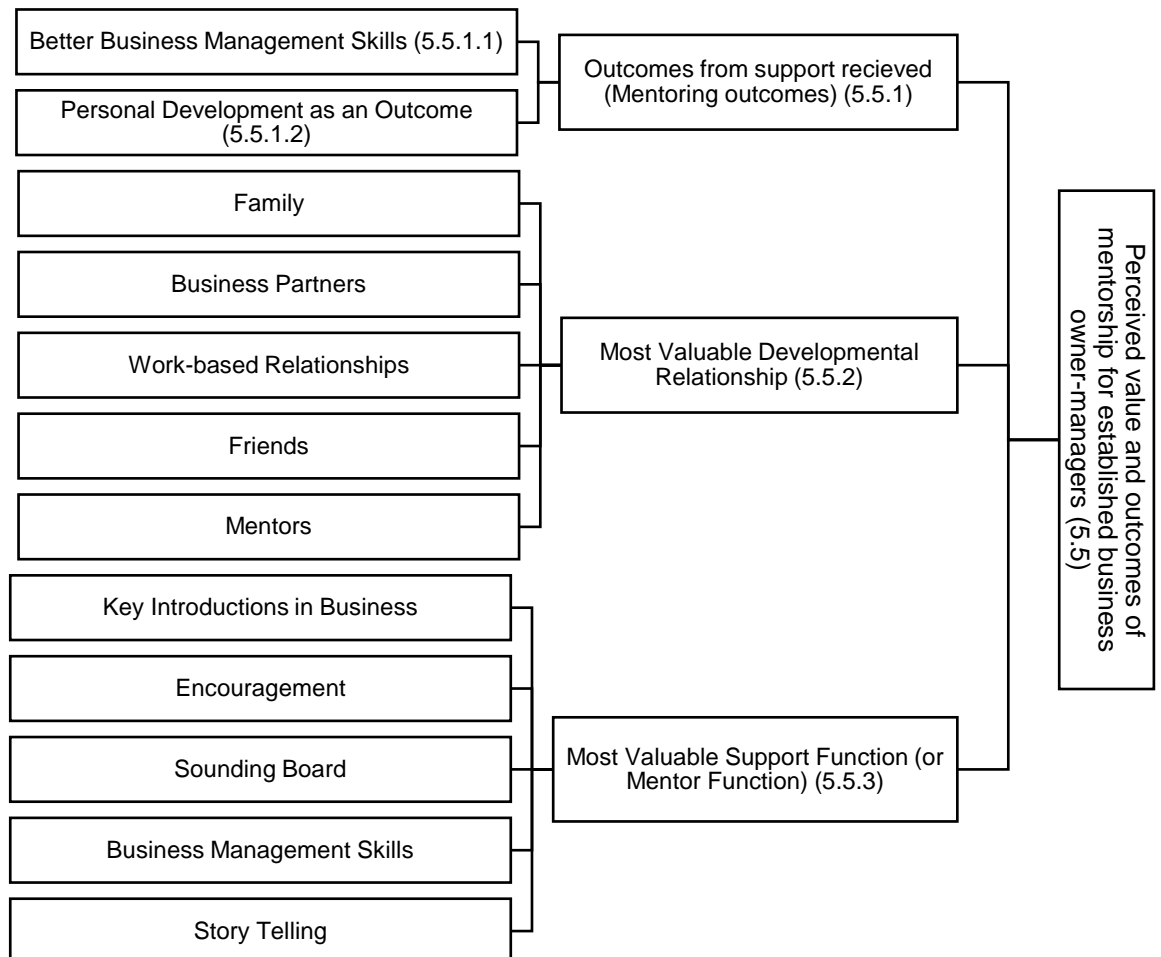 Better Business Management Skills (5.5.1.1)
Personal Development as an Outcome
(5.5.1.2)
Outcomes from support recieved
(Mentoring outcomes) (5.5.1)
Family
Business Partners
Work-based Relationships
Friends
Mentors
Most Valuable Developmental
Relationship (5.5.2)
Key Introductions in Business
Encouragement
Sounding Board
Business Management Skills
Story Telling
Most Valuable Support Function (or
Mentor Function) (5.5.3)
Perceived value and outcomes of
mentorship for established business
owner-managers (5.5)